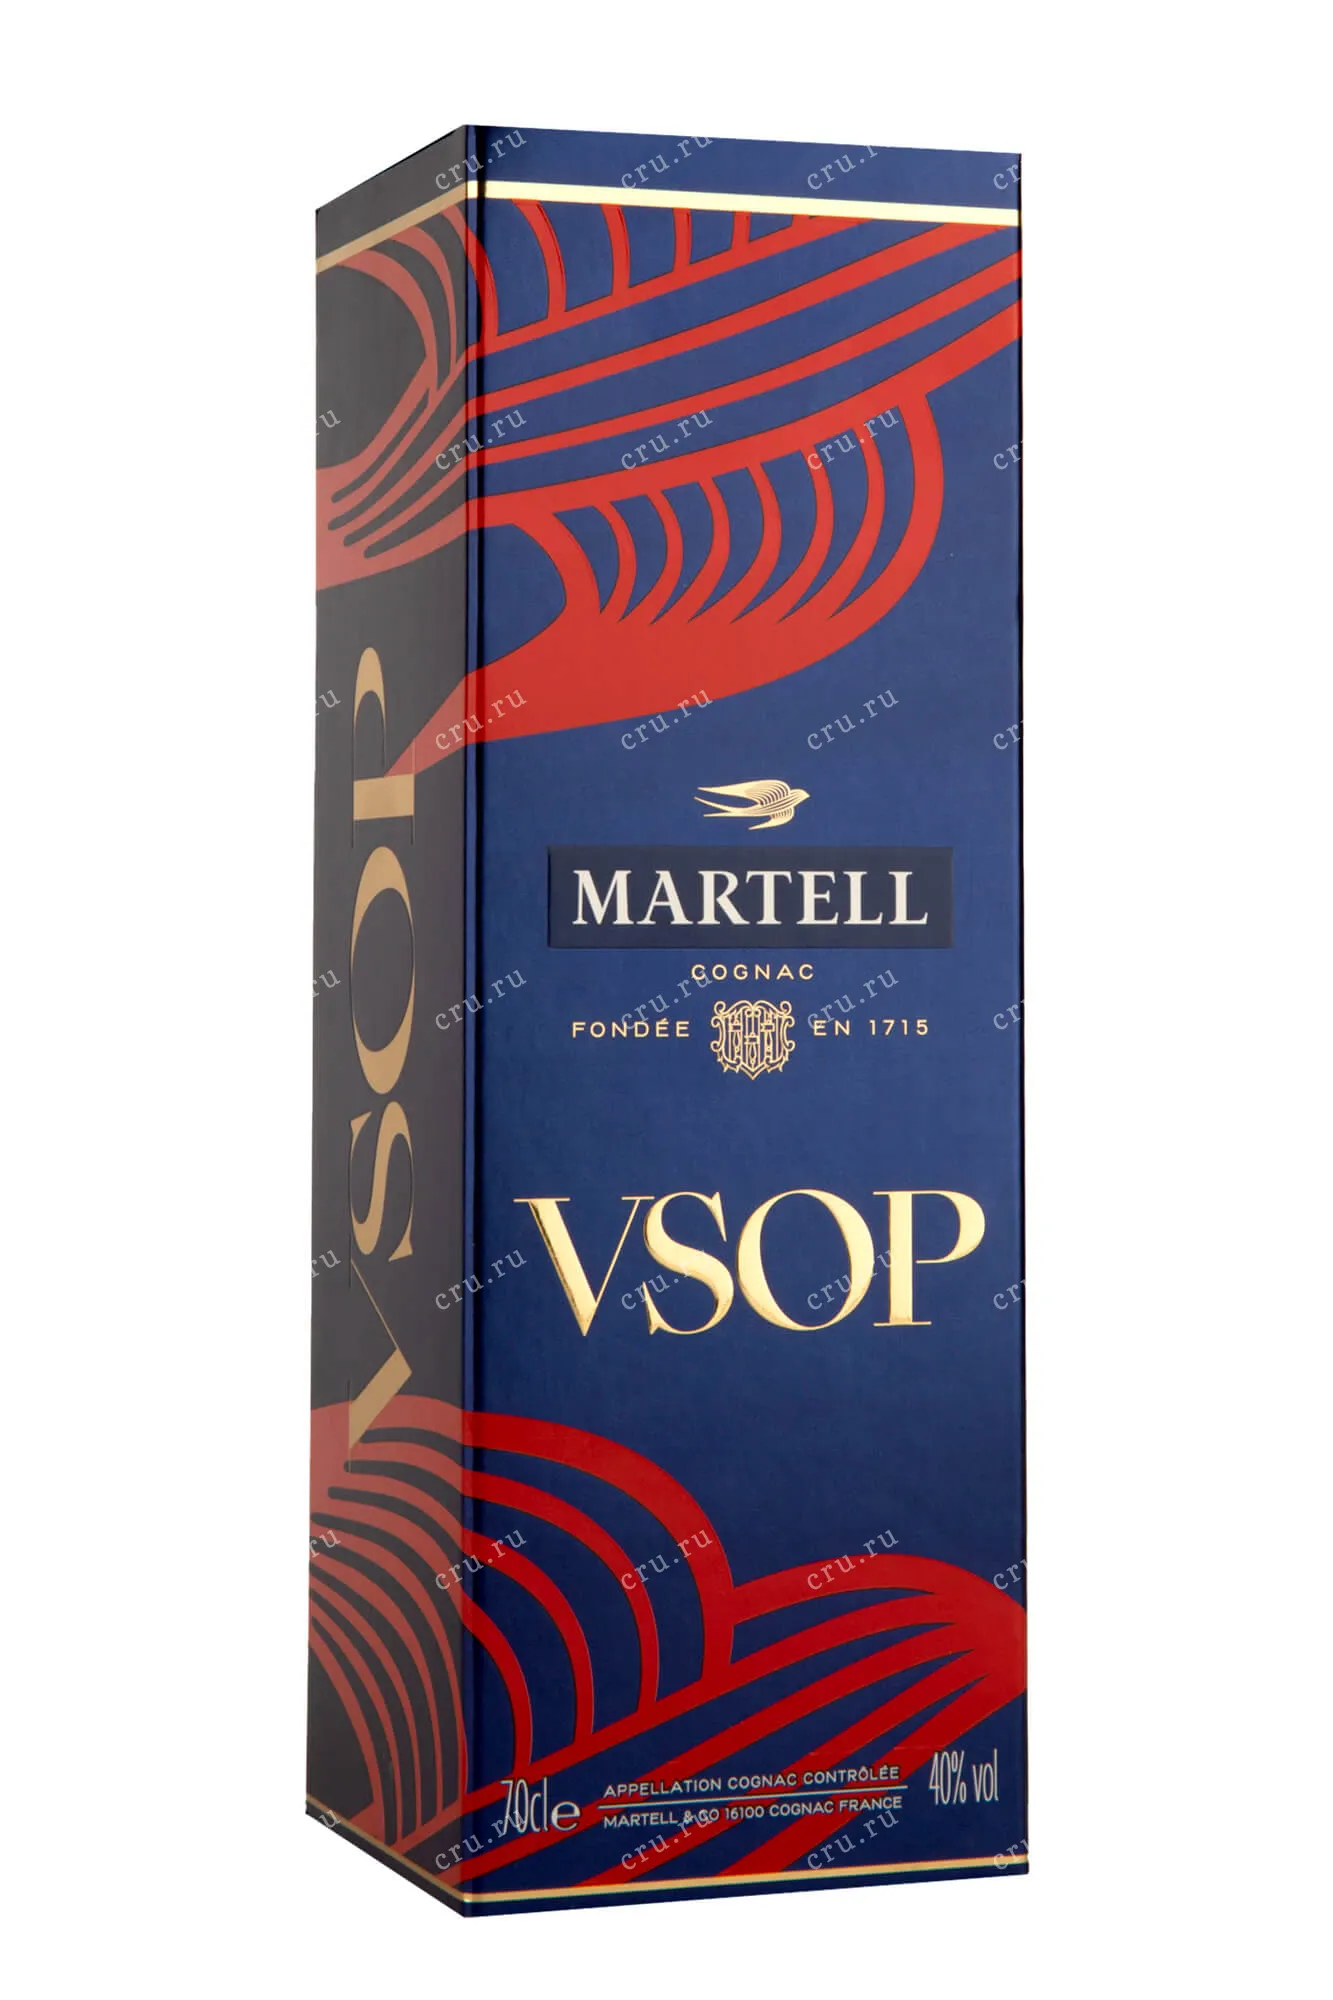 MARTELL
COGNAC
FONDÉE EN 1715
VSOP
VSOP
70cl e
APPELLATION COGNAC CONTRÔLÉE
MARTELL & CO 16100 COGNAC FRANCE
40% vol
cru.ru